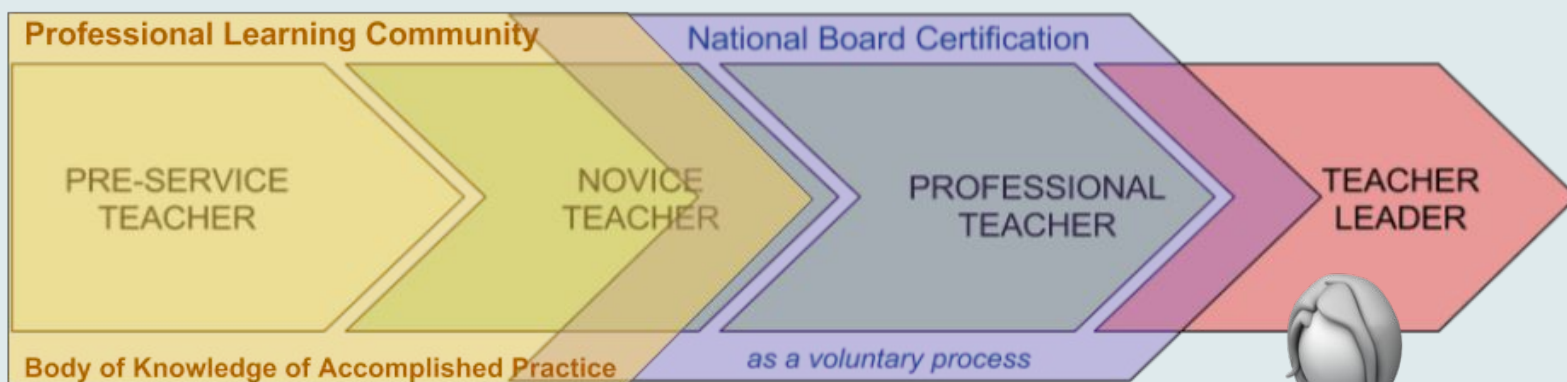 Professional Learning Community
National Board Certification
PRE-SERVICE
TEACHER
NOVICE
TEACHER
PROFESSIONAL
TEACHER
TEACHER
LEADER
Body of Knowledge of Accomplished Practice
as a voluntary process